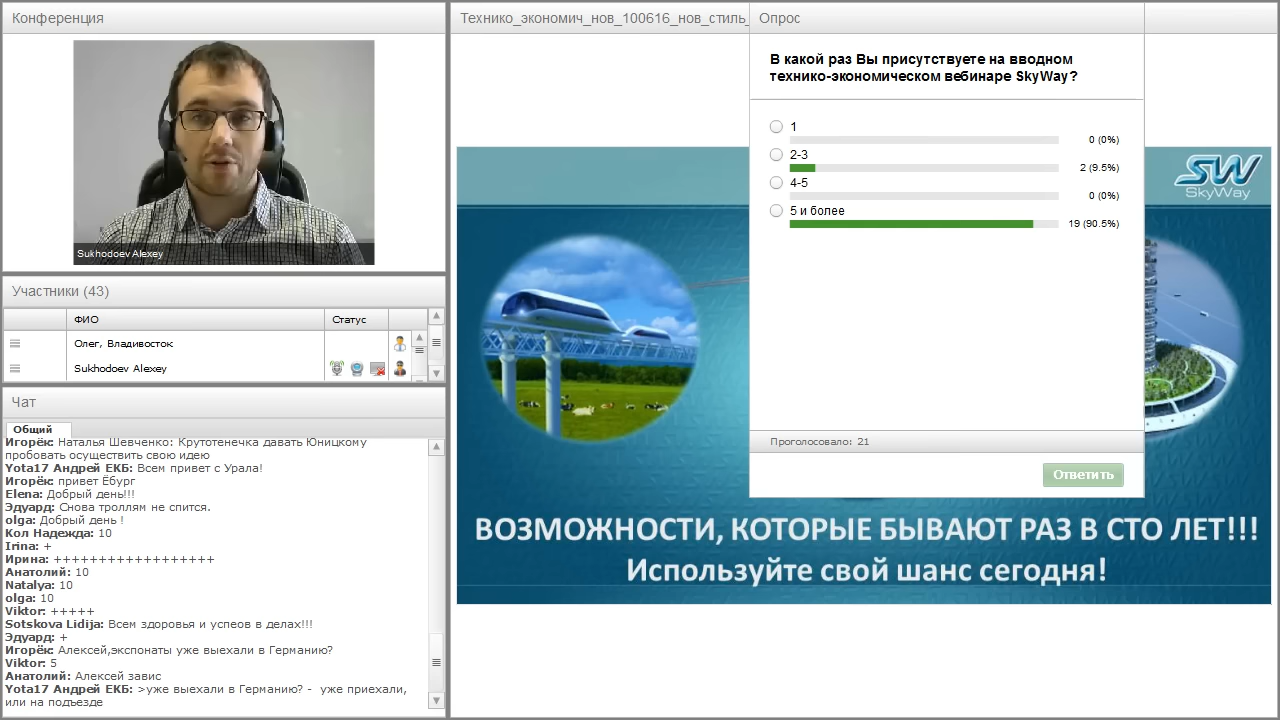 Конференция
Sukhodoev Alexey
Участники (43)
ФИО
Статус
Олег, Владивосток
Sukhodoev Alexey
Чат
Общий
Игорёк: Наталья Шевченко: Крутотенечка давать Юницкому
пробовать осуществить свою идею
Yota17 Андрей ЕКБ: Всем привет с Урала!
Игорёк: привет Ёбург
Elena: Добрый день!!!
Эдуард: Снова троллям не спится.
olga: Добрый день !
Кол Надежда: 10
Irina: +
Ирина: ++++++++++++++++++
Анатолий: 10
Natalya: 10
olga: 10
Viktor: +++++
Sotskova Lidija: Всем здоровья и успеов в делах!!!
Эдуард: +
Игорёк: Алексей,экспонаты уже выехали в Германию?
Viktor: 5
Анатолий: Алексей завис
Yota17 Андрей ЕКБ: >уже выехали в Германию? - уже приехали,
или на подъезде
Технико_экономич_нов_100616_нов_стиль_
Опрос
В какой раз Вы присутствуете на вводном
технико-экономическом вебинаре SkyWay?
1
0 (0%)
2-3
2 (9.5%)
4-5
0 (0%)
5 и более
19 (90.5%)
Проголосовало: 21
Ответить
SW
SkyWay
ВОЗМОЖНОСТИ, КОТОРЫЕ БЫВАЮТ РАЗ В СТО ЛЕТ!!!
Используйте свой шанс сегодня!